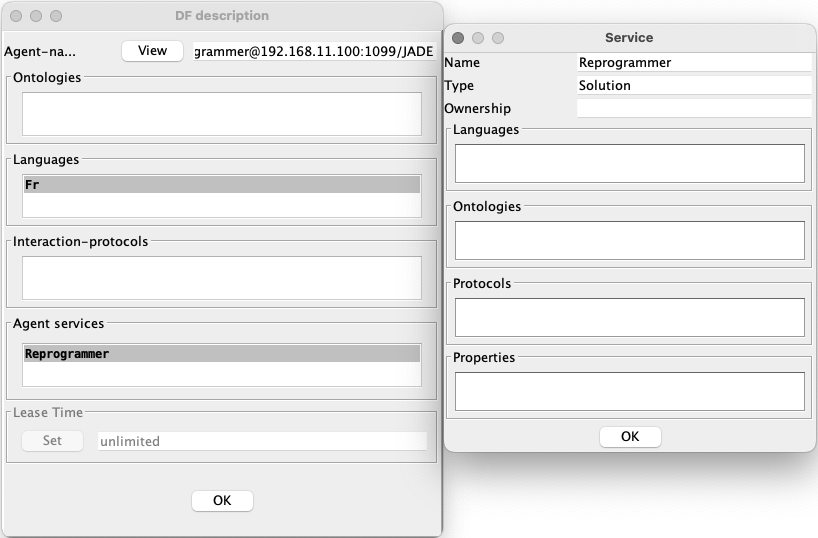 DF description
Agent-na... View grammer@192.168.11.100:1099/JADE
Ontologies
Languages
Fr
Interaction-protocols
Agent services
Reprogrammer
Lease Time
Set unlimited
OK
Service
Name Reprogrammer
Type Solution
Ownership
Languages
Ontologies
Protocols
Properties
OK